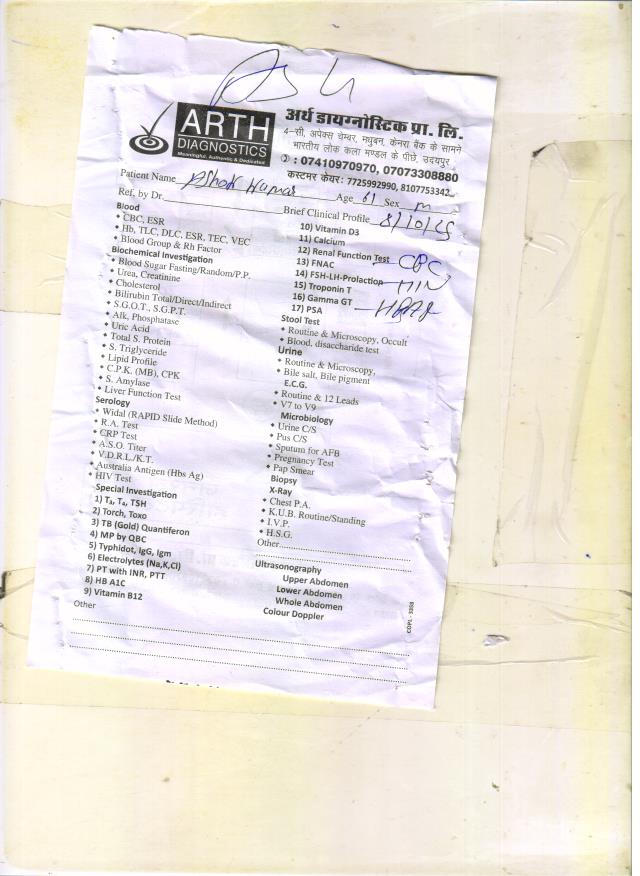 Ash
ARTH
DIAGNOSTICS
Meaningful, Authentic & Dedicated
अर्थ डायग्नोस्टिक प्रा. लि.
4-सी, अपेक्स चेम्बर, मधुबन, केनरा बैंक के सामने
भारतीय लोक कला मण्डल के पीछे, उदयपुर
: 07410970970, 07073308880
कस्टमर केयर: 7725992990, 8107753342
Patient Name Ashok Kumar Age 61 Sex m
Ref. by Dr. Brief Clinical Profile 8/10/25
Blood
CBC, ESR
Hb, TLC, DLC, ESR, TEC, VEC
Blood Group & Rh Factor
Biochemical Investigation
Blood Sugar Fasting/Random/P.P.
Urea, Creatinine
Cholesterol
Bilirubin Total/Direct/Indirect
S.G.O.T., S.G.P.T.
Alk, Phosphatase
Uric Acid
Total S. Protein
S. Triglyceride
Lipid Profile
C.P.K. (MB), CPK
S. Amylase
Liver Function Test
Serology
Widal (RAPID Slide Method)
R.A. Test
CRP Test
A.S.O. Titer
V.D.R.L./K.T.
Australia Antigen (Hbs Ag)
HIV Test
Special Investigation
1) T₃, T₄, TSH
2) Torch, Toxo
3) TB (Gold) Quantiferon
4) MP by QBC
5) Typhidot, IgG, Igm
6) Electrolytes (Na,K,Cl)
7) PT with INR, PTT
8) HB A1C
9) Vitamin B12
Other
10) Vitamin D3
11) Calcium
12) Renal Function Test CBC
13) FNAC
14) FSH-LH-Prolaction
15) Troponin T
16) Gamma GT
17) PSA
Stool Test
Routine & Microscopy, Occult
Blood, disaccharide test
Urine
Routine & Microscopy,
Bile salt, Bile pigment
E.C.G.
Routine & 12 Leads
V7 to V9
Microbiology
Urine C/S
Pus C/S
Sputum for AFB
Pregnancy Test
Pap Smear
Biopsy
X-Ray
Chest P.A.
K.U.B. Routine/Standing
I.V.P.
H.S.G.
Other
Ultrasonography
Upper Abdomen
Lower Abdomen
Whole Abdomen
Colour Doppler